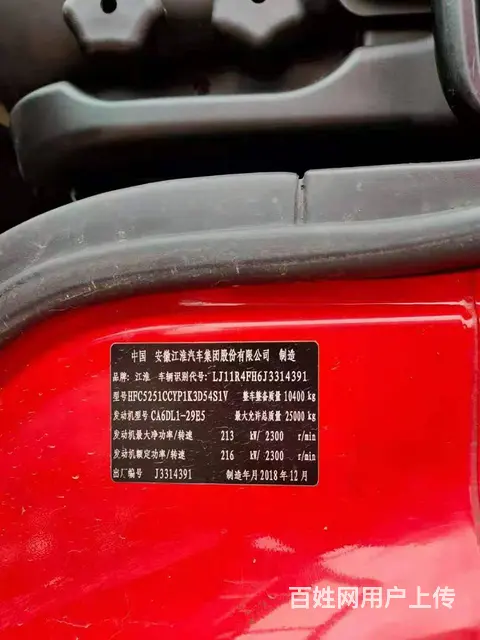 中国 安徽江淮汽车集团股份有限公司 制造
品牌: 江淮 车辆识别代号: LJ11R4FH6J3314391
型号HFC5251CCYP1K3D54S1V 整车整备质量 10400 kg
发动机型号 CA6DL1-29E5 最大允许总质量 25000 kg
发动机最大净功率/转速 213 kW/ 2300 r/min
发动机额定功率/转速 216 kW/ 2300 r/min
出厂编号 J3314391 制造年月 2018 年 12 月
百姓网用户上传